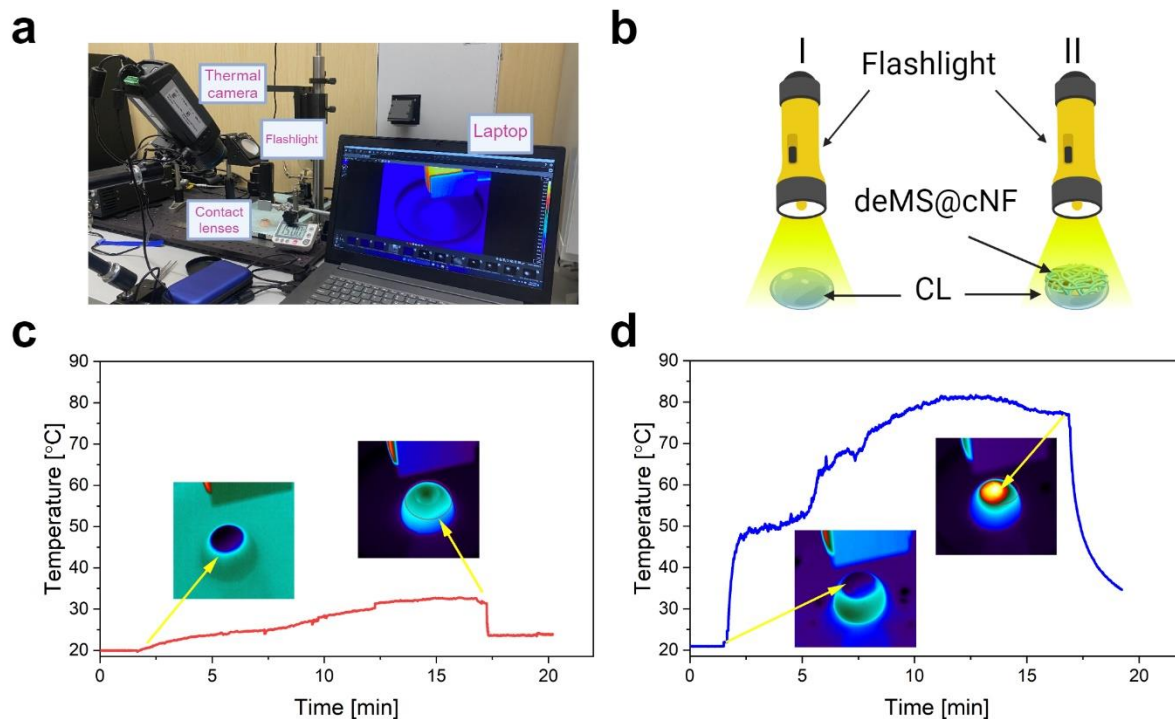 a
Thermal
camera
Flashlight
Laptop
Contact
lenses
b
I
II
Flashlight
deMS@cNF
CL
c
90
80
70
60
50
40
30
20
Temperature [°C]
0
5
10
15
20
Time [min]
d
90
80
70
60
50
40
30
20
Temperature [°C]
0
5
10
15
20
Time [min]